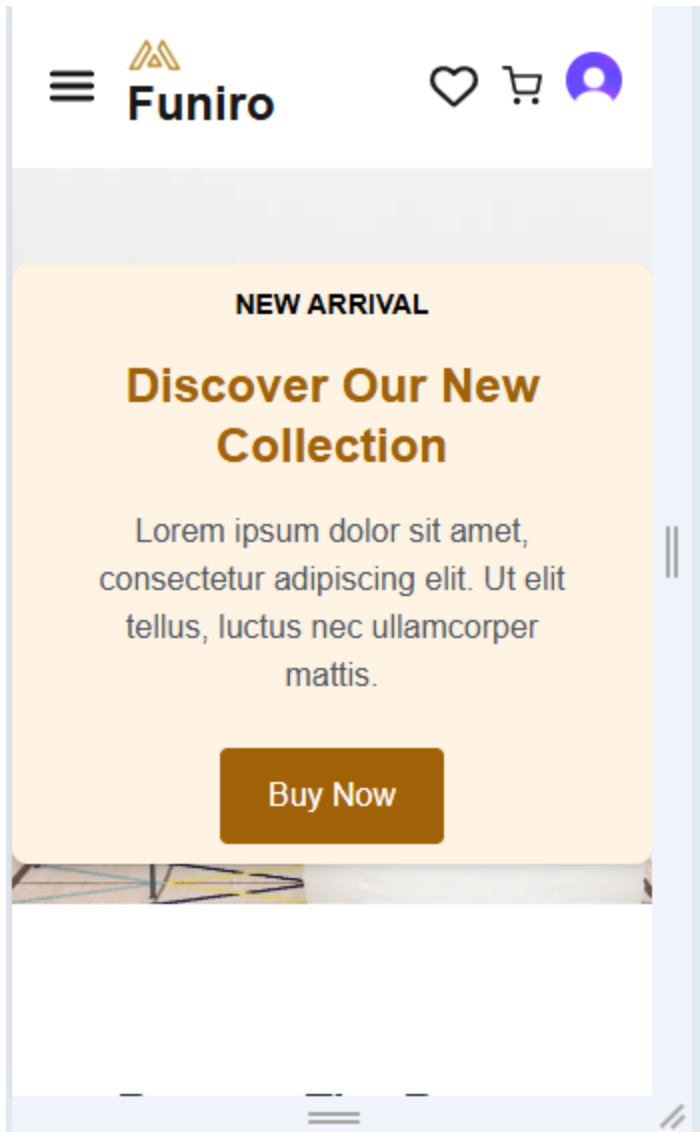 Funiro
NEW ARRIVAL
Discover Our New
Collection
Lorem ipsum dolor sit amet,
consectetur adipiscing elit. Ut elit
tellus, luctus nec ullamcorper
mattis.
Buy Now